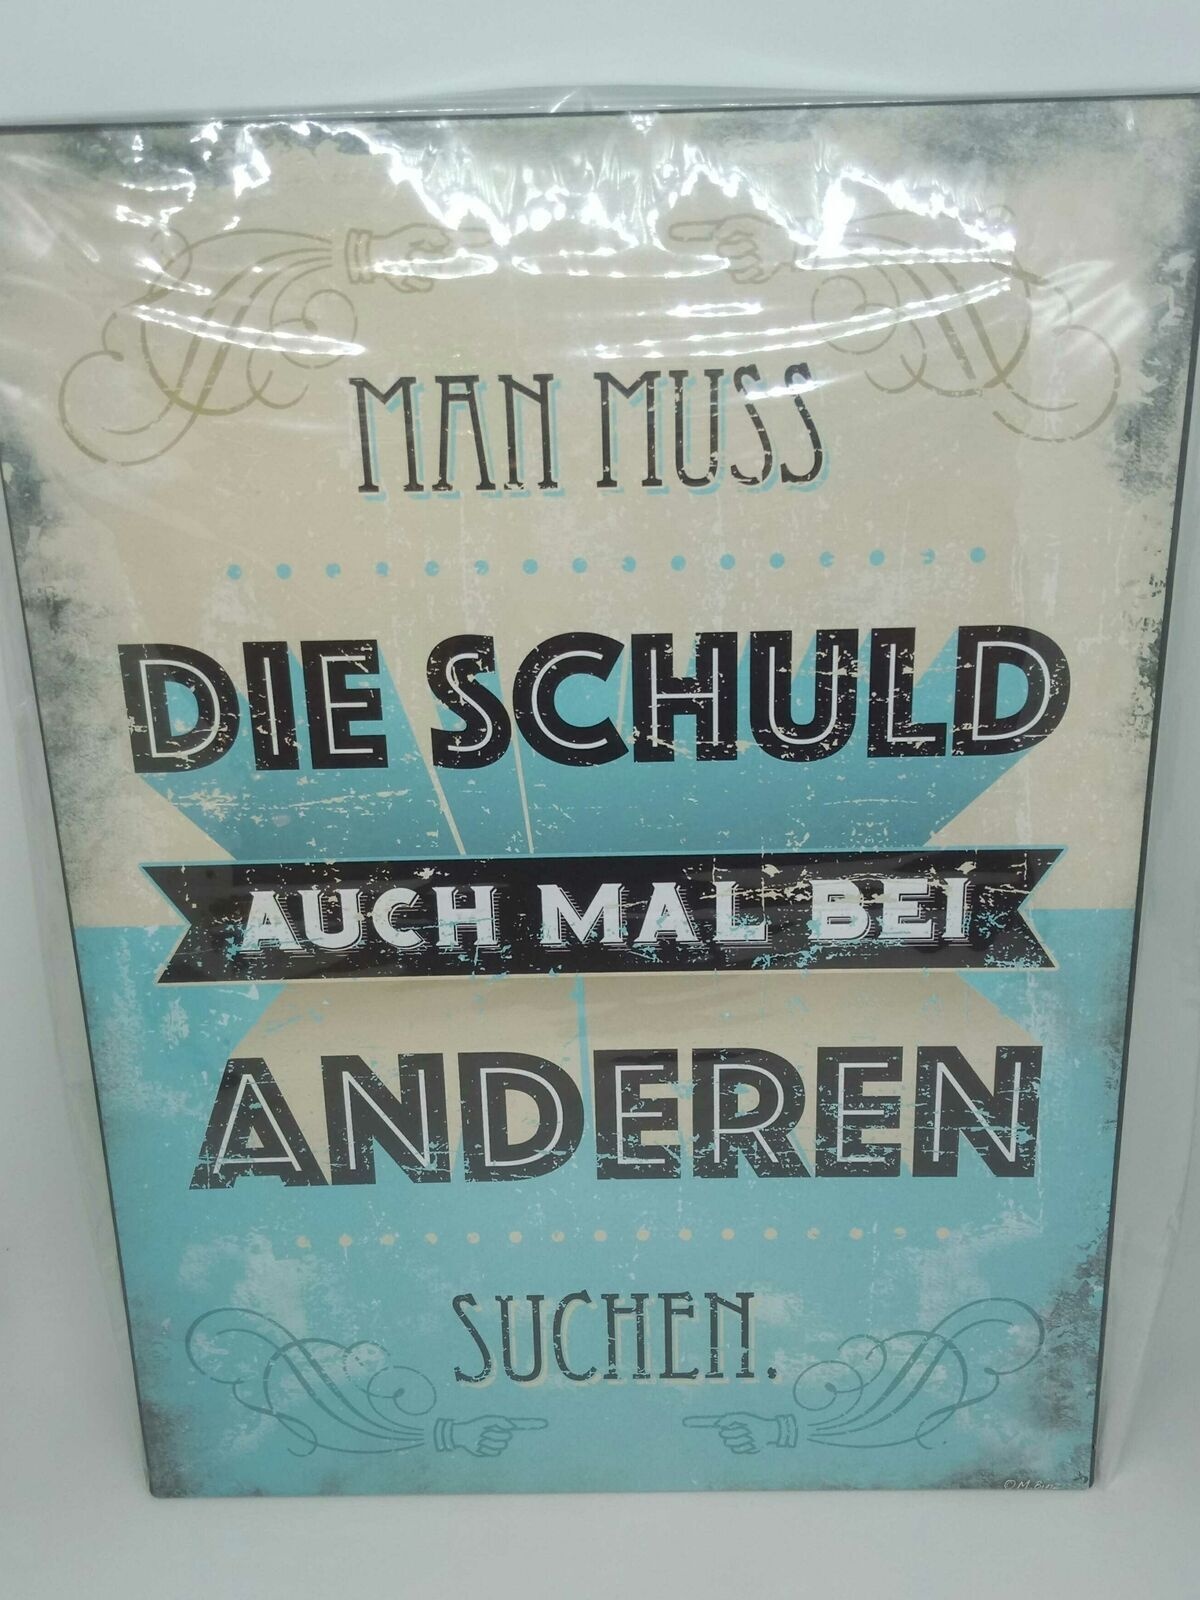 MAN MUSS
DIE SCHULD
AUCH MAL BEI
ANDEREN
SUCHEN.